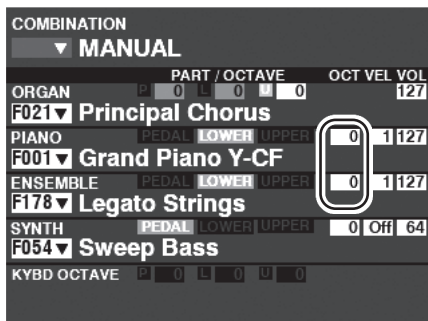 COMBINATION
▼ MANUAL
PART / OCTAVE OCT VEL VOL
ORGAN P 0 L 0 U 0 127
F021▼ Principal Chorus
PIANO PEDAL LOWER UPPER 0 1 127
F001▼ Grand Piano Y-CF
ENSEMBLE PEDAL LOWER UPPER 0 1 127
F178▼ Legato Strings
SYNTH PEDAL LOWER UPPER 0 Off 64
F054▼ Sweep Bass
KYBD OCTAVE P 0 L 0 U 0